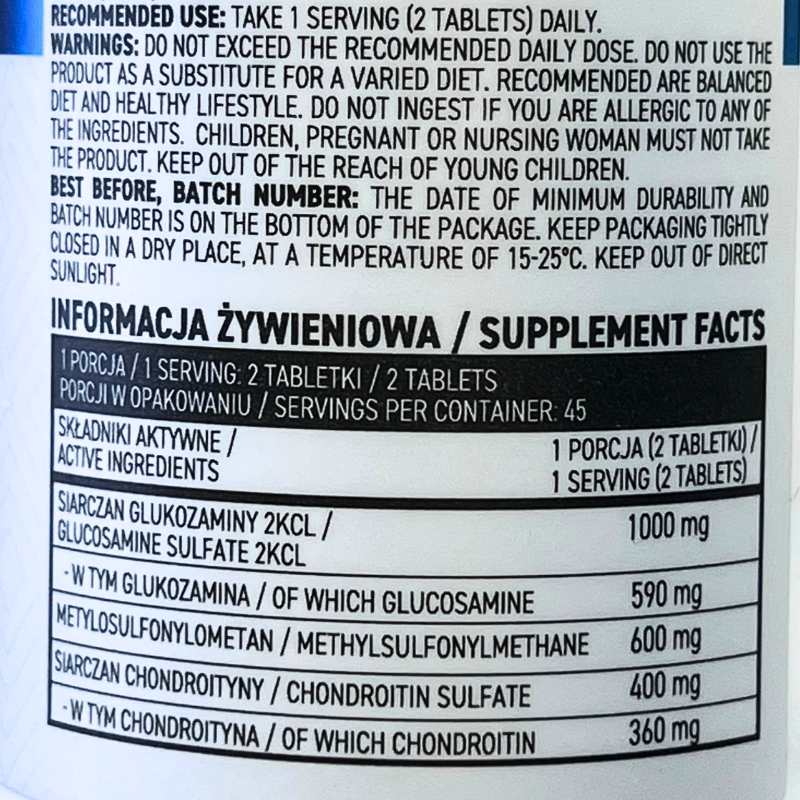 RECOMMENDED USE: TAKE 1 SERVING (2 TABLETS) DAILY.
WARNINGS: DO NOT EXCEED THE RECOMMENDED DAILY DOSE. DO NOT USE THE
PRODUCT AS A SUBSTITUTE FOR A VARIED DIET. RECOMMENDED ARE BALANCED
DIET AND HEALTHY LIFESTYLE. DO NOT INGEST IF YOU ARE ALLERGIC TO ANY OF
THE INGREDIENTS. CHILDREN, PREGNANT OR NURSING WOMAN MUST NOT TAKE
THE PRODUCT. KEEP OUT OF THE REACH OF YOUNG CHILDREN.
BEST BEFORE, BATCH NUMBER: THE DATE OF MINIMUM DURABILITY AND
BATCH NUMBER IS ON THE BOTTOM OF THE PACKAGE. KEEP PACKAGING TIGHTLY
CLOSED IN A DRY PLACE, AT A TEMPERATURE OF 15-25°C. KEEP OUT OF DIRECT
SUNLIGHT.
INFORMACJA ŻYWIENIOWA / SUPPLEMENT FACTS
1 PORCJA / 1 SERVING: 2 TABLETKI / 2 TABLETS
PORCJI W OPAKOWANIU / SERVINGS PER CONTAINER: 45
SKŁADNIKI AKTYWNE /
ACTIVE INGREDIENTS
1 PORCJA (2 TABLETKI) /
1 SERVING (2 TABLETS)
SIARCZAN GLUKOZAMINY 2KCL /
GLUCOSAMINE SULFATE 2KCL
1000 mg
- W TYM GLUKOZAMINA / OF WHICH GLUCOSAMINE 590 mg
METYLOSULFONYLOMETAN / METHYLSULFONYLMETHANE 600 mg
SIARCZAN CHONDROITYNY / CHONDROITIN SULFATE 400 mg
- W TYM CHONDROITYNA / OF WHICH CHONDROITIN 360 mg